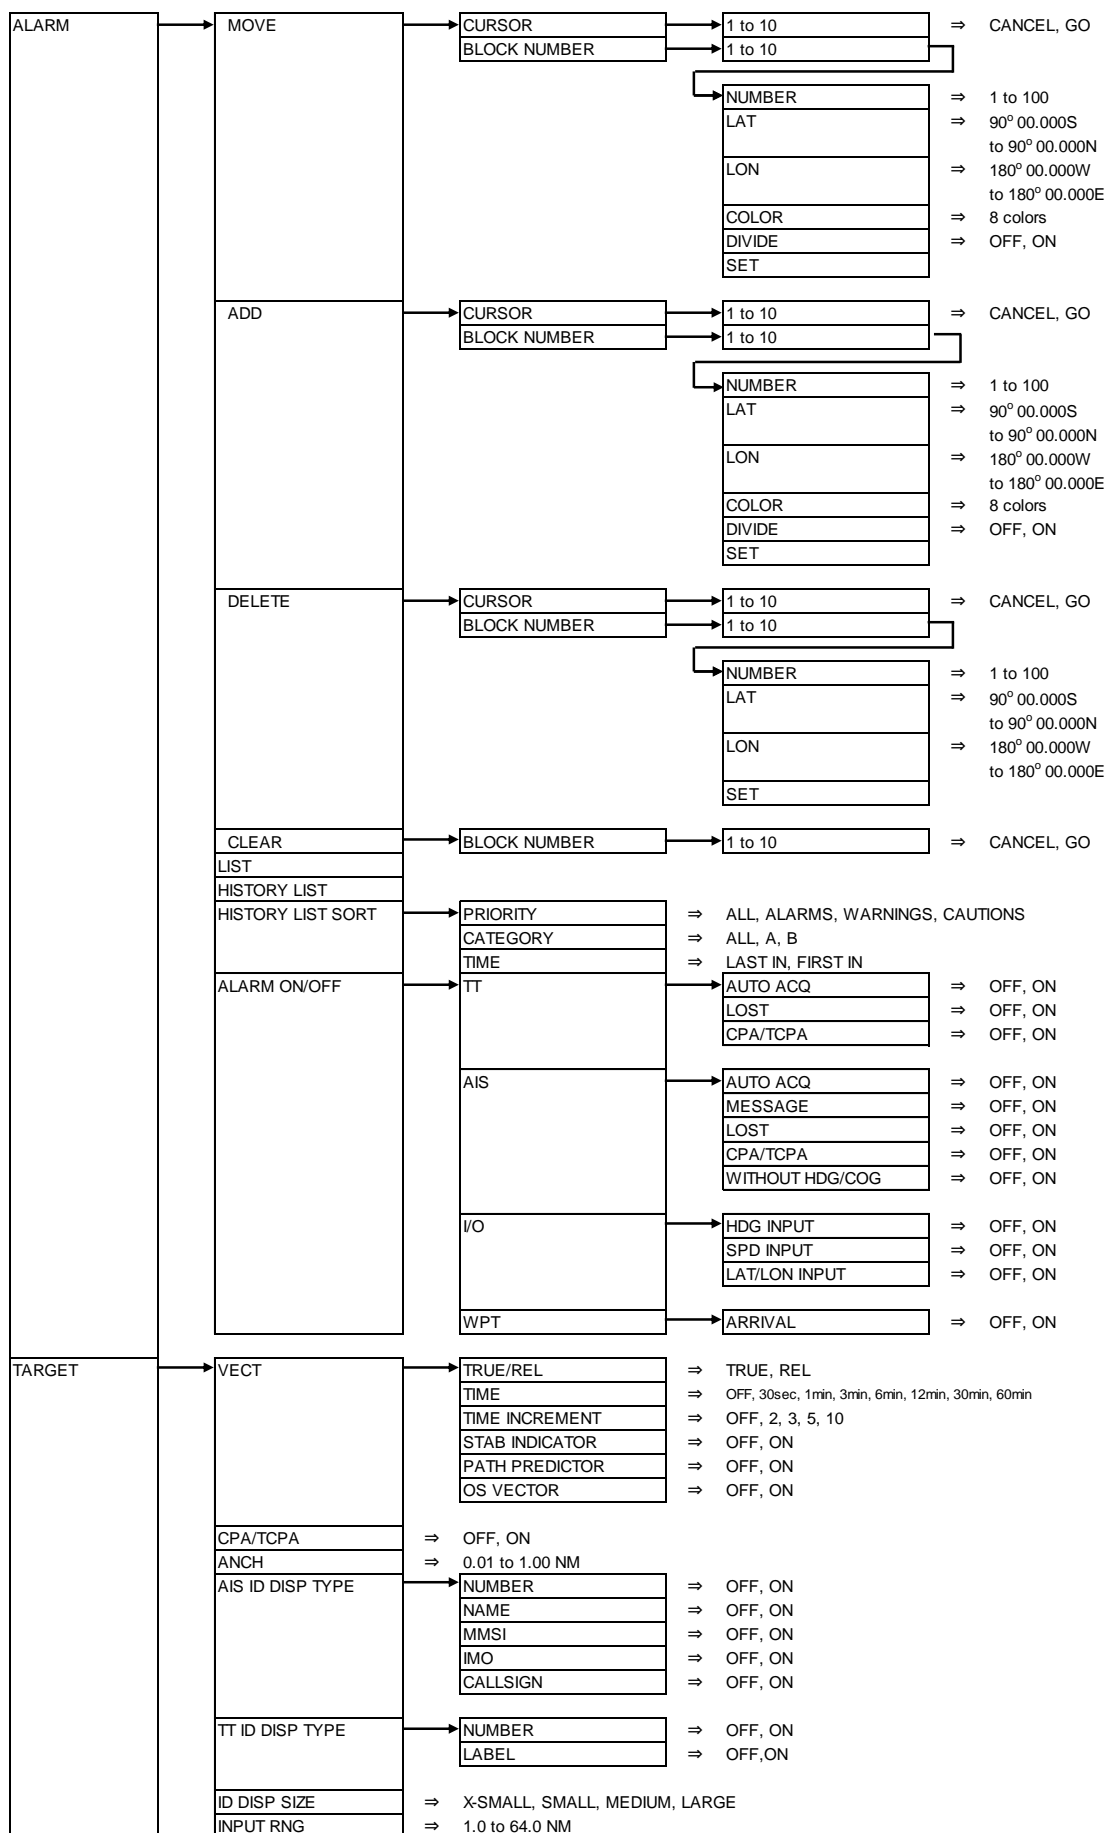 ALARM MOVE CURSOR 1 to 10 ⇒ CANCEL, GO
BLOCK NUMBER 1 to 10
NUMBER ⇒ 1 to 100
LAT ⇒ 90° 00.000S
to 90° 00.000N
LON ⇒ 180° 00.000W
to 180° 00.000E
COLOR ⇒ 8 colors
DIVIDE ⇒ OFF, ON
SET
ADD CURSOR 1 to 10 ⇒ CANCEL, GO
BLOCK NUMBER 1 to 10
NUMBER ⇒ 1 to 100
LAT ⇒ 90° 00.000S
to 90° 00.000N
LON ⇒ 180° 00.000W
to 180° 00.000E
COLOR ⇒ 8 colors
DIVIDE ⇒ OFF, ON
SET
DELETE CURSOR 1 to 10 ⇒ CANCEL, GO
BLOCK NUMBER 1 to 10
NUMBER ⇒ 1 to 100
LAT ⇒ 90° 00.000S
to 90° 00.000N
LON ⇒ 180° 00.000W
to 180° 00.000E
SET
CLEAR BLOCK NUMBER 1 to 10 ⇒ CANCEL, GO
LIST
HISTORY LIST
HISTORY LIST SORT PRIORITY ⇒ ALL, ALARMS, WARNINGS, CAUTIONS
CATEGORY ⇒ ALL, A, B
TIME ⇒ LAST IN, FIRST IN
ALARM ON/OFF TT AUTO ACQ ⇒ OFF, ON
LOST ⇒ OFF, ON
CPA/TCPA ⇒ OFF, ON
AIS AUTO ACQ ⇒ OFF, ON
MESSAGE ⇒ OFF, ON
LOST ⇒ OFF, ON
CPA/TCPA ⇒ OFF, ON
WITHOUT HDG/COG ⇒ OFF, ON
I/O HDG INPUT ⇒ OFF, ON
SPD INPUT ⇒ OFF, ON
LAT/LON INPUT ⇒ OFF, ON
WPT ARRIVAL ⇒ OFF, ON
TARGET VECT TRUE/REL ⇒ TRUE, REL
TIME ⇒ OFF, 30sec, 1min, 3min, 6min, 12min, 30min, 60min
TIME INCREMENT ⇒ OFF, 2, 3, 5, 10
STAB INDICATOR ⇒ OFF, ON
PATH PREDICTOR ⇒ OFF, ON
OS VECTOR ⇒ OFF, ON
CPA/TCPA ⇒ OFF, ON
ANCH ⇒ 0.01 to 1.00 NM
AIS ID DISP TYPE NUMBER ⇒ OFF, ON
NAME ⇒ OFF, ON
MMSI ⇒ OFF, ON
IMO ⇒ OFF, ON
CALLSIGN ⇒ OFF, ON
TT ID DISP TYPE NUMBER ⇒ OFF, ON
LABEL ⇒ OFF,ON
ID DISP SIZE ⇒ X-SMALL, SMALL, MEDIUM, LARGE
INPUT RNG ⇒ 1.0 to 64.0 NM